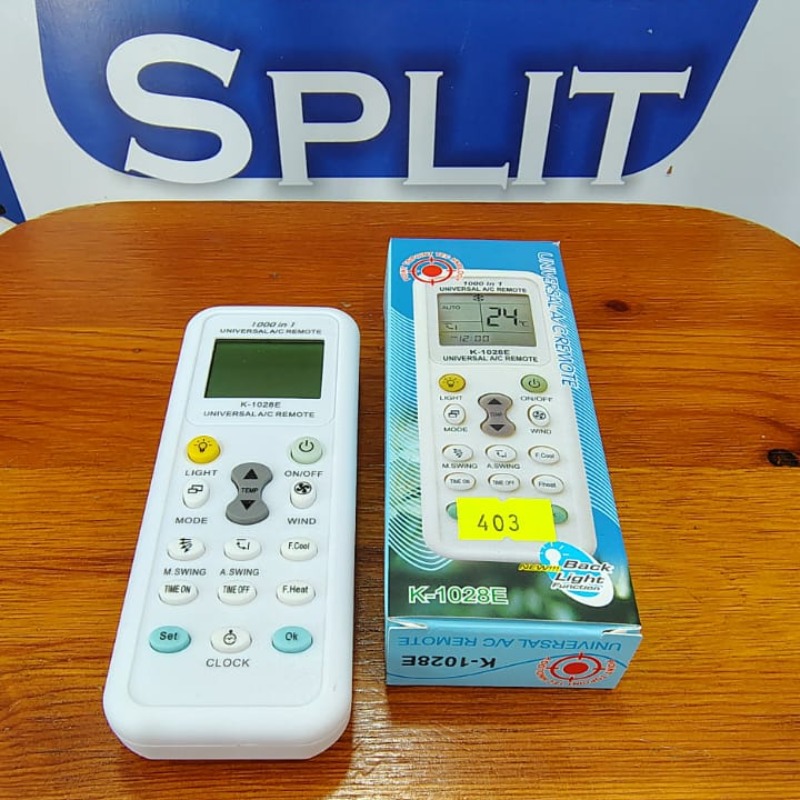 SPLIT
1000 in 1
UNIVERSAL A/C REMOTE
K-1028E
UNIVERSAL A/C REMOTE
LIGHT
ON/OFF
TEMP
MODE
WIND
F.Cool
M.SWING
A.SWING
TIME ON
TIME OFF
F.Heat
Set
Ok
CLOCK
UNIVERSAL A/C REMOTE
1000 in 1
UNIVERSAL A/C REMOTE
AUTO
24°C
12:00
K-1028E
UNIVERSAL A/C REMOTE
LIGHT
ON/OFF
TEMP
MODE
WIND
M.SWING
A.SWING
F.Cool
TIME ON
TIME OFF
F.Heat
403
NEW!!!
Back
Light
Function
K-1028E
K-1028E
UNIVERSAL A/C REMOTE